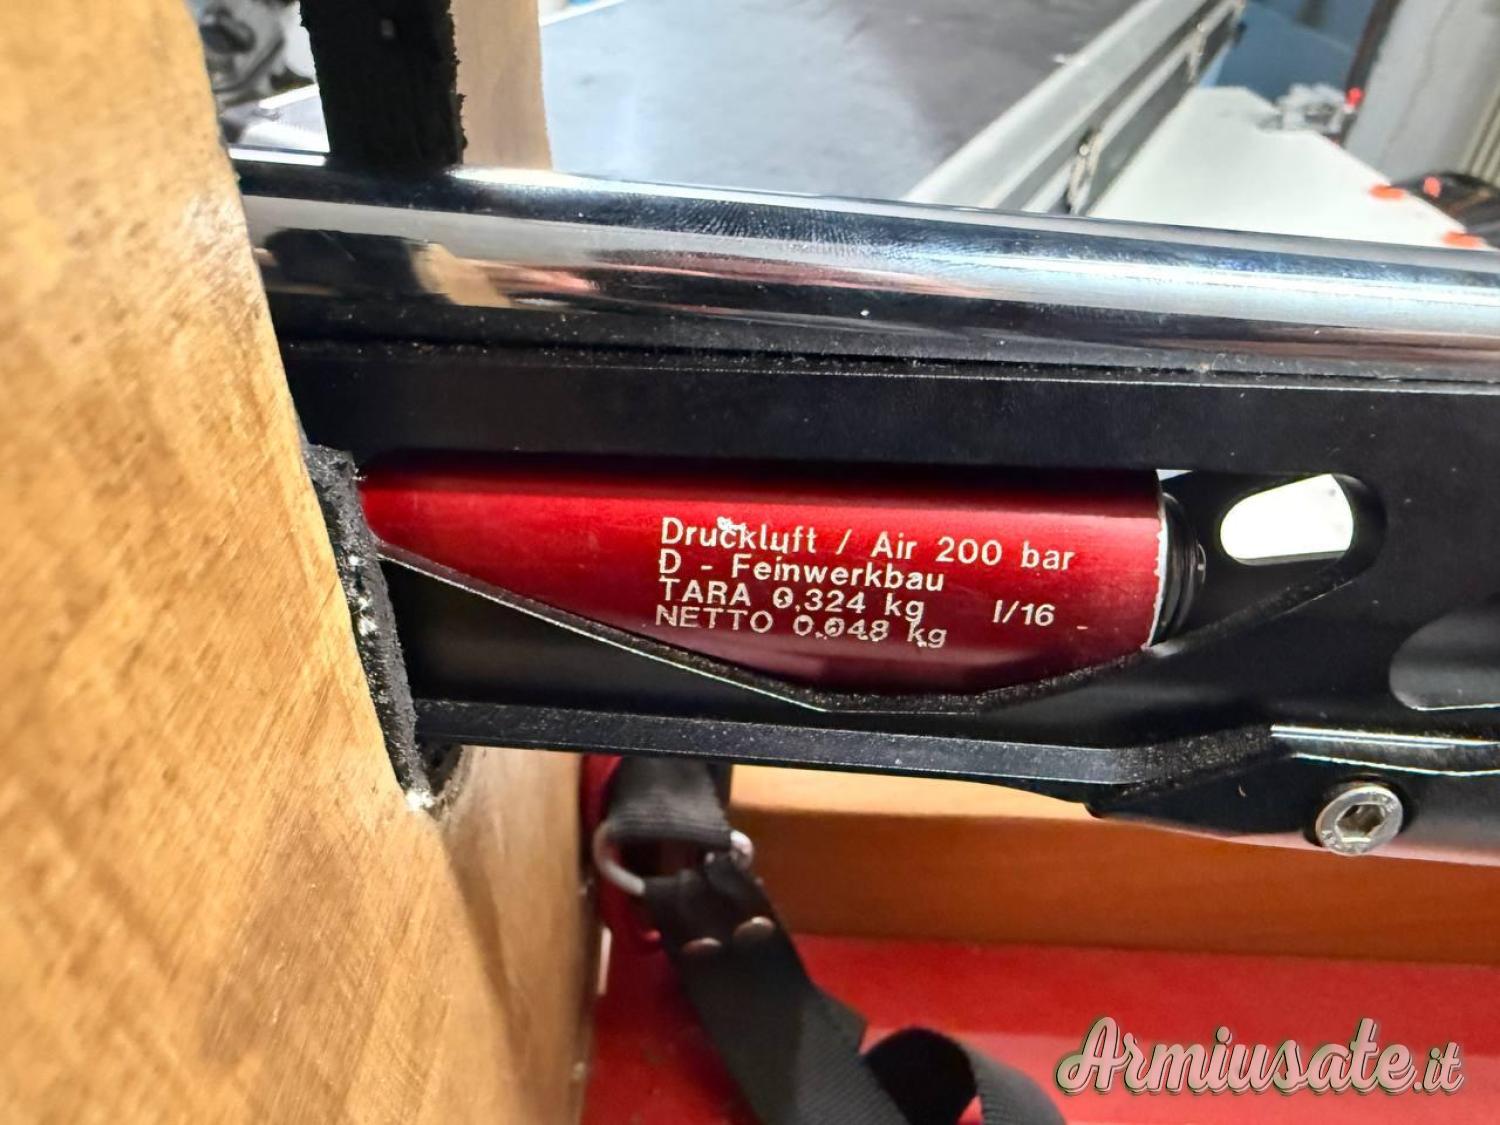 Druckluft / Air 200 bar
D - Feinwerkbau
TARA 0,324 kg I/16
NETTO 0,048 kg
Armiusate.it